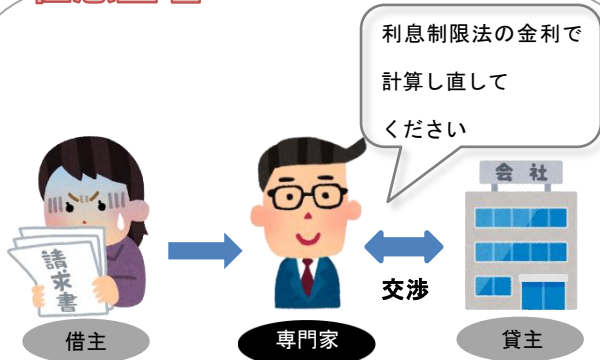 利息制限法の金利で
計算し直して
ください
会社
請求書
交渉
借主
専門家
貸主